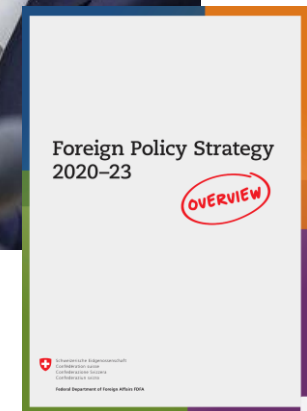 Foreign Policy Strategy
2020–23
OVERVIEW
Schweizerische Eidgenossenschaft
Confédération suisse
Confederazione Svizzera
Confederaziun svizra
Federal Department of Foreign Affairs FDFA